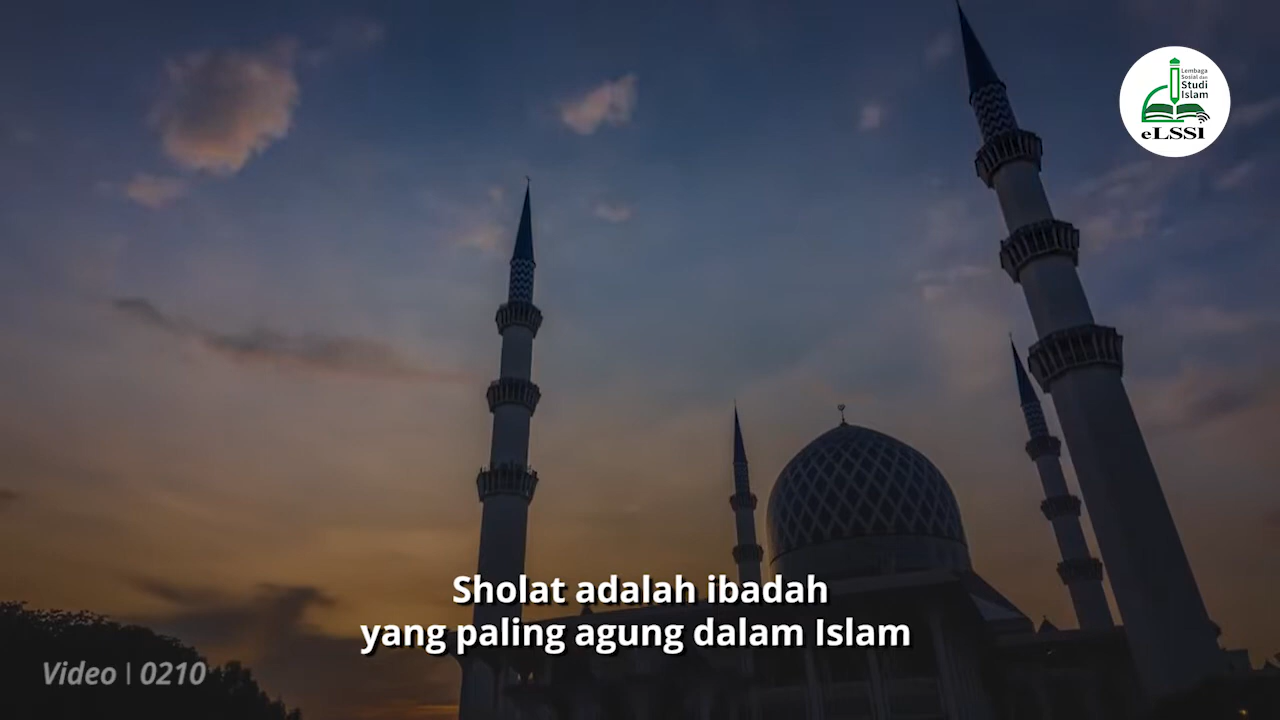 Lembaga
Sosial dan
Studi
Islam
eLSSI
Sholat adalah ibadah
yang paling agung dalam Islam
Video | 0210